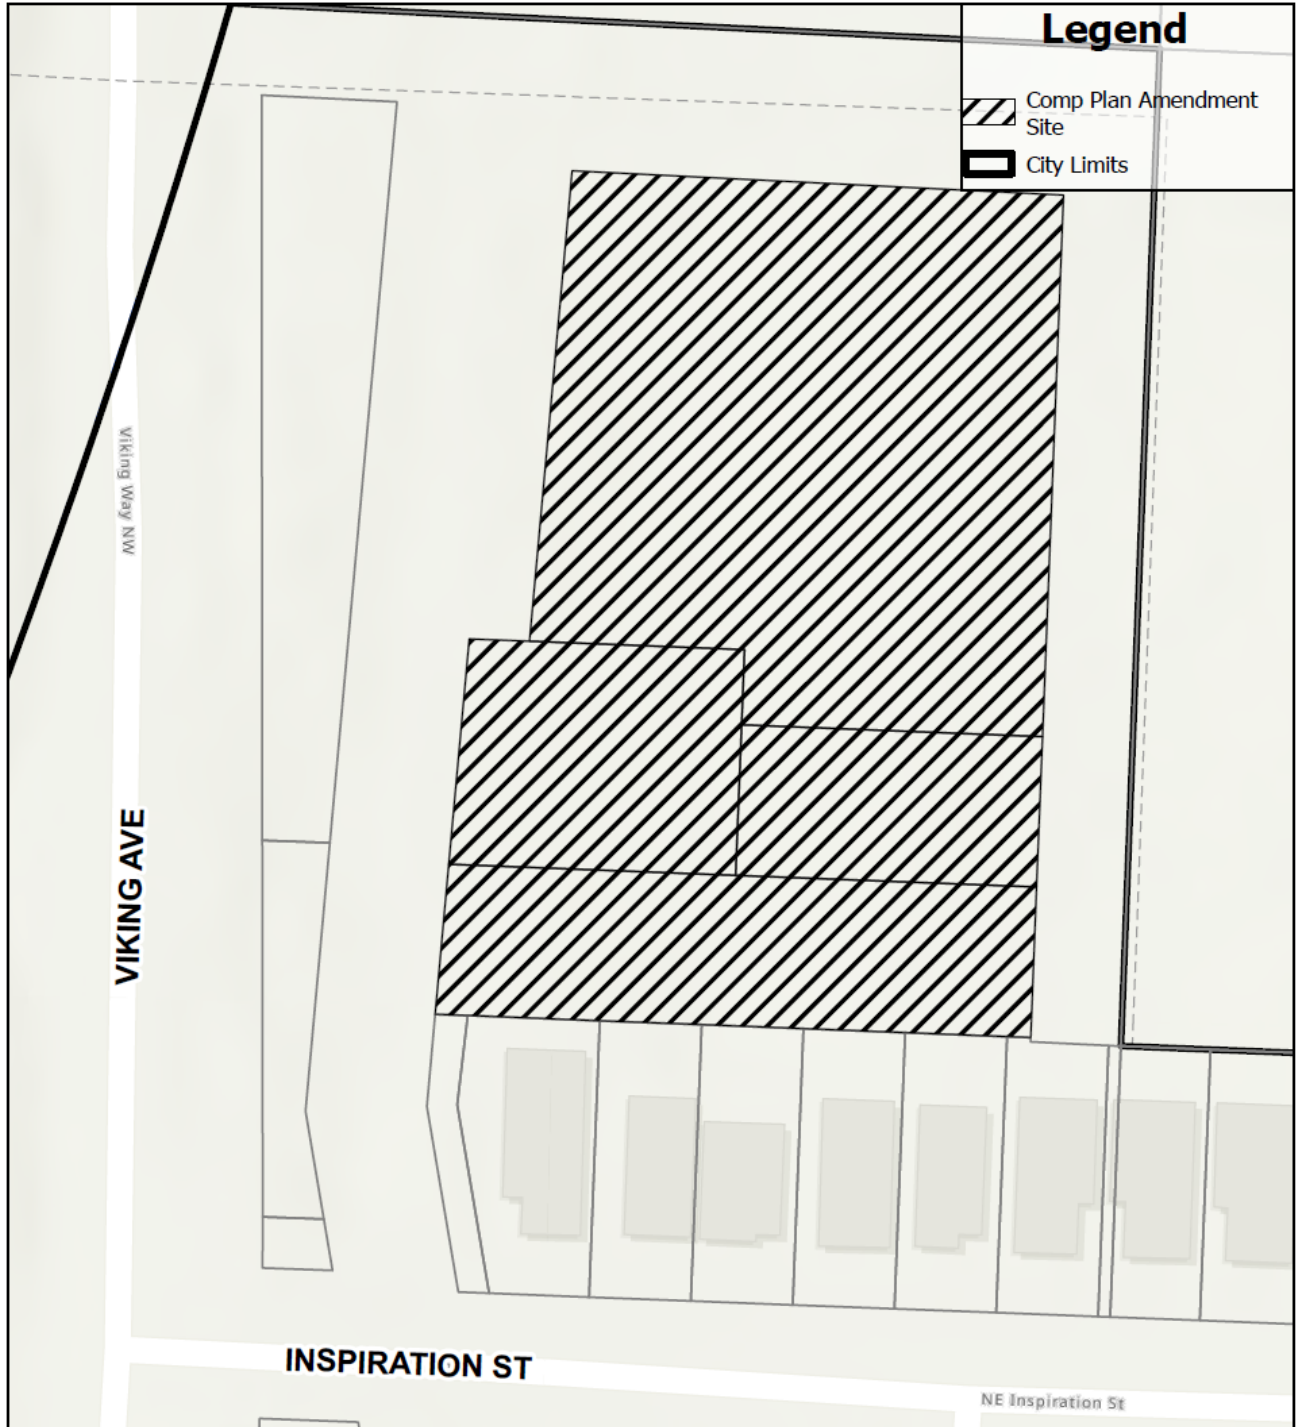 Legend
Comp Plan Amendment
Site
City Limits
Viking Way NW
VIKING AVE
INSPIRATION ST
NE Inspiration St